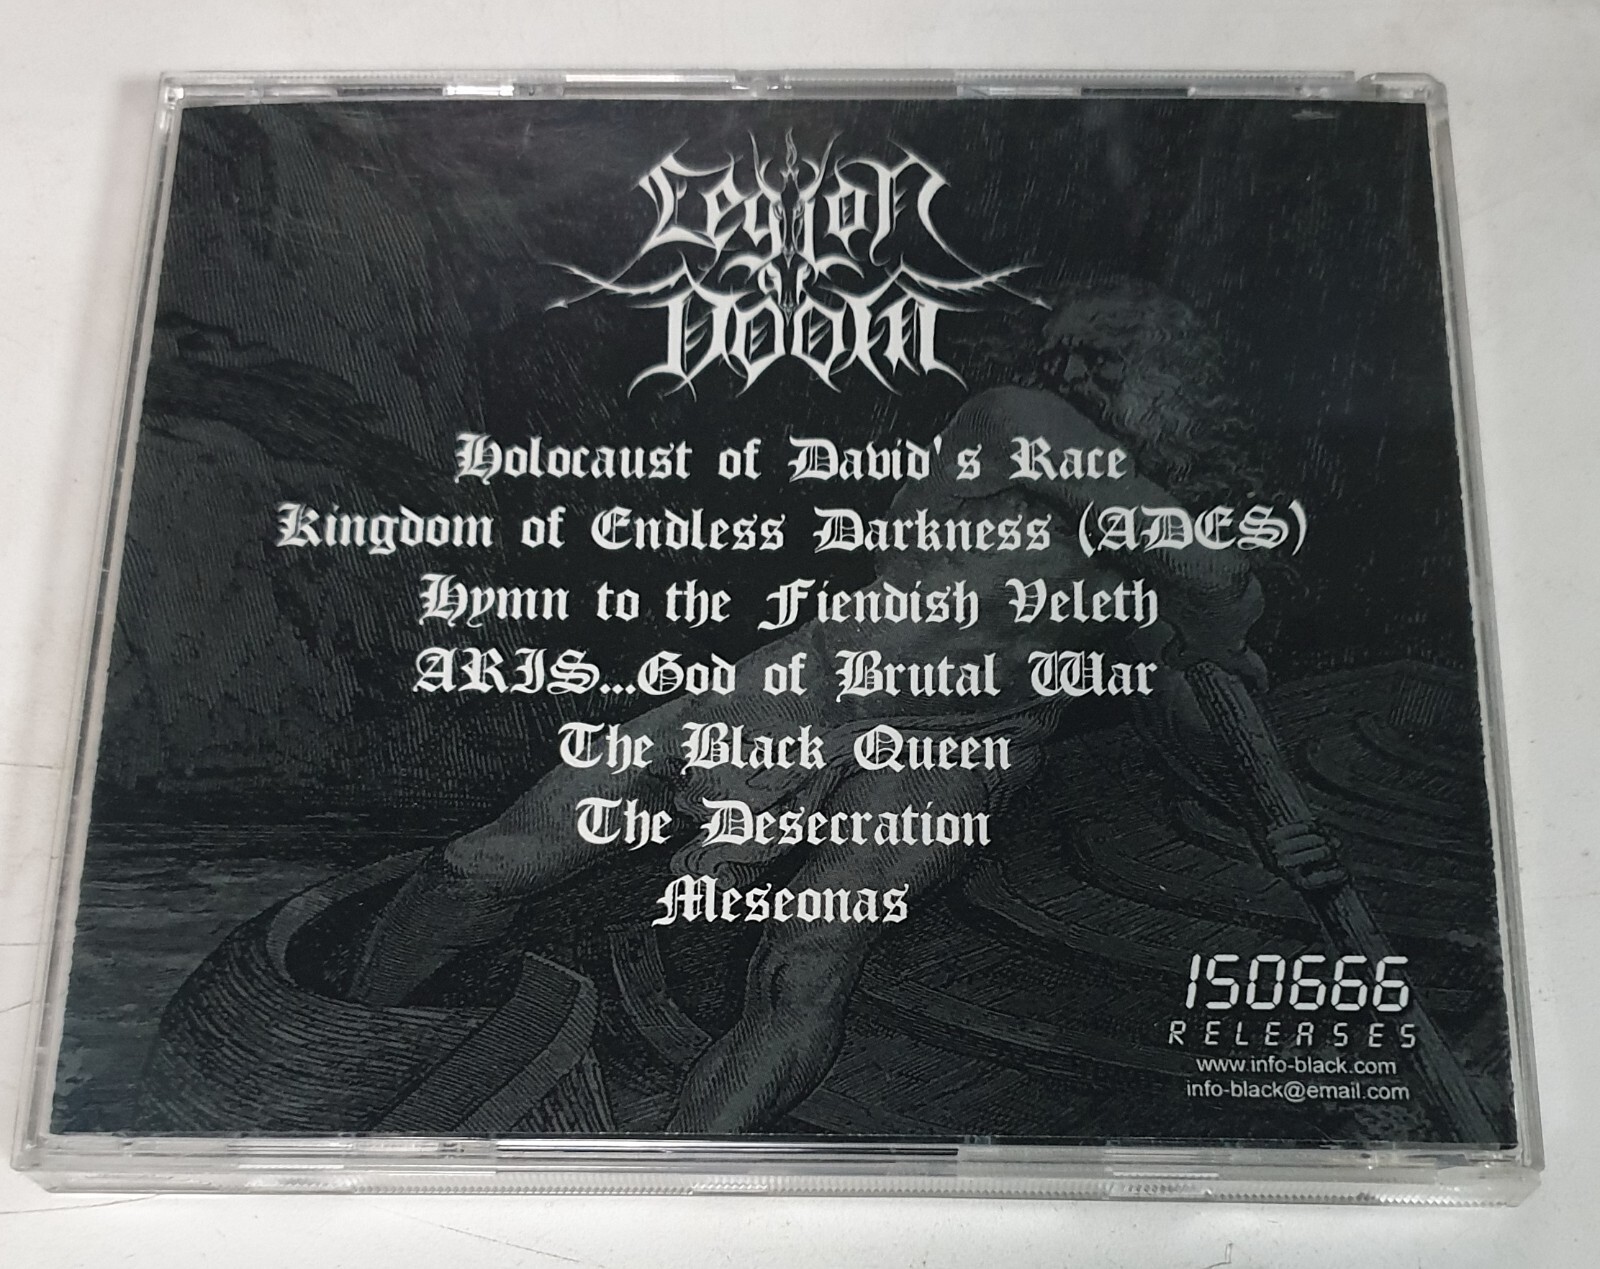 Legion of Doom
Holocaust of David's Race
Kingdom of Endless Darkness (ADES)
Hymn to the Fiendish Veleth
ARIS...God of Brutal War
The Black Queen
The Desecration
Meseonas
ISO666
RELEASES
www.info-black.com
info-black@email.com